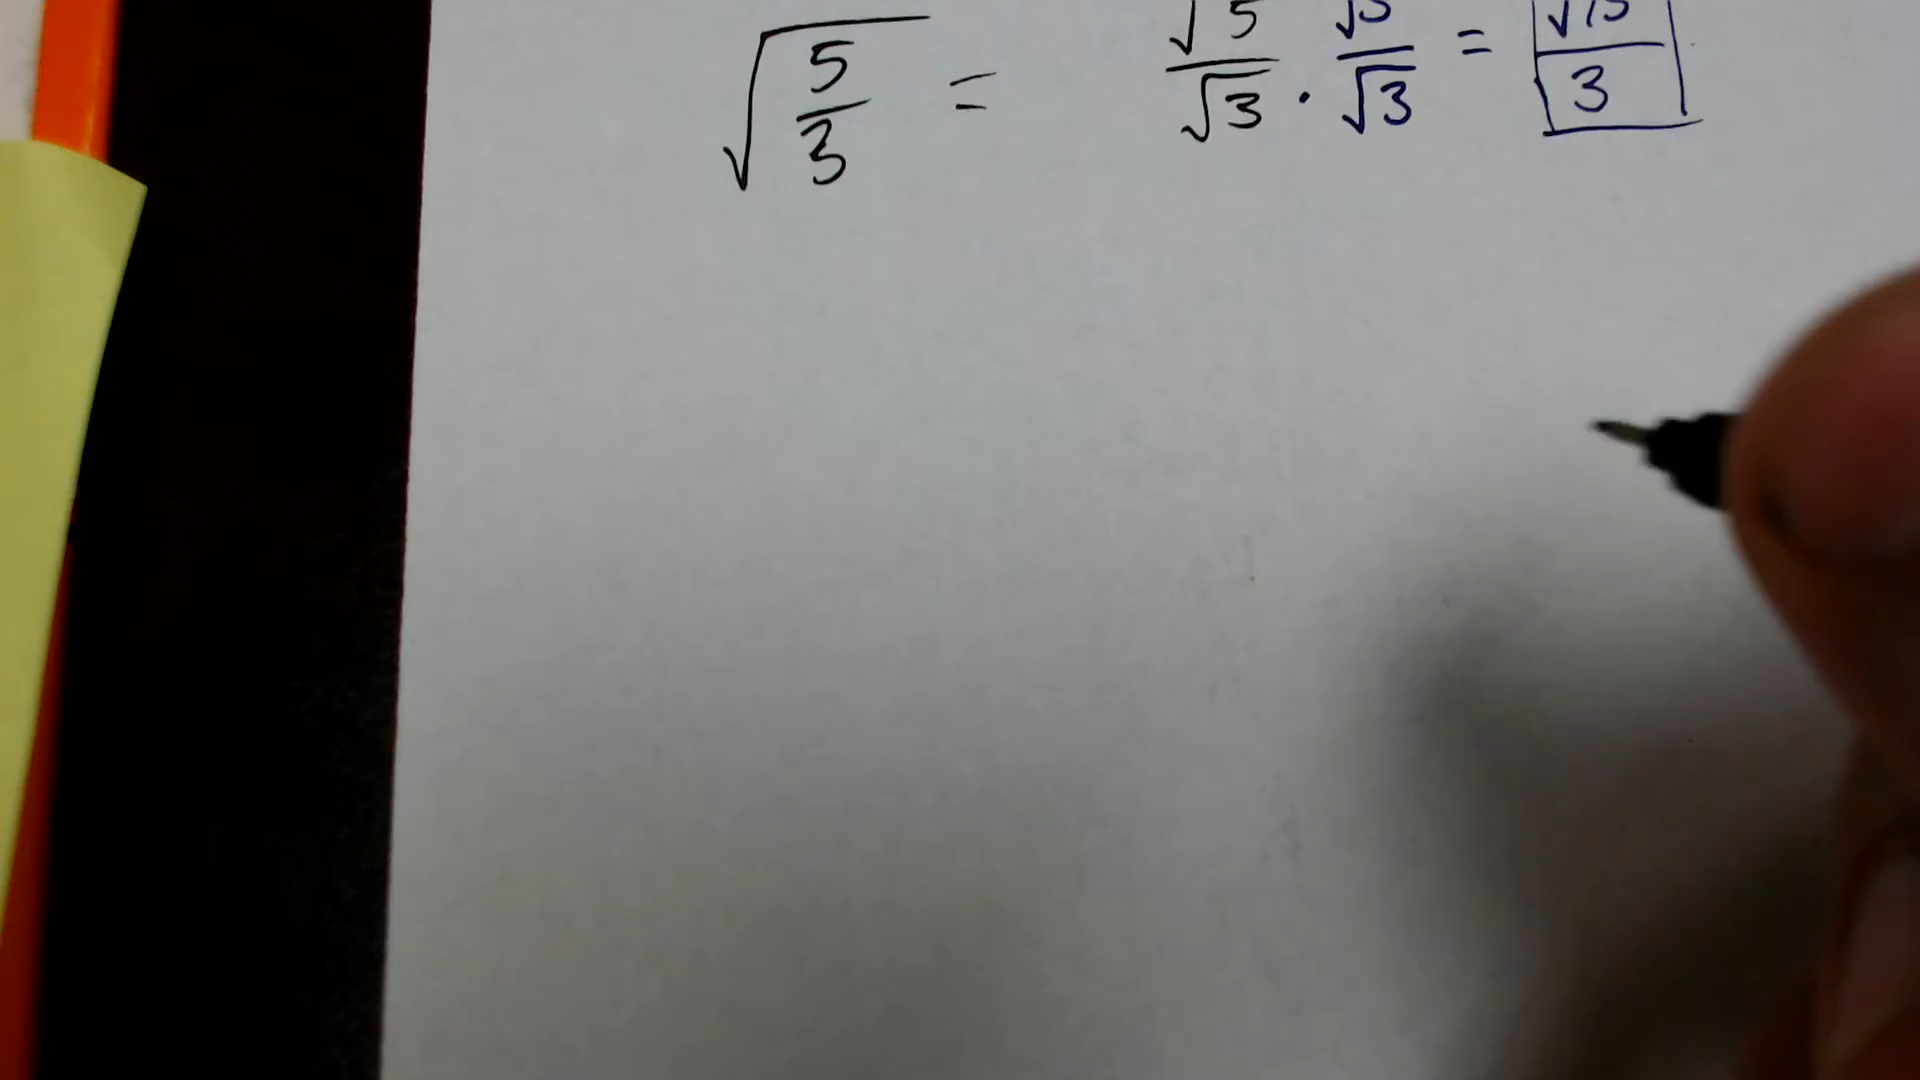 √(5/3) = √5/√3 · √3/√3 = √15/3